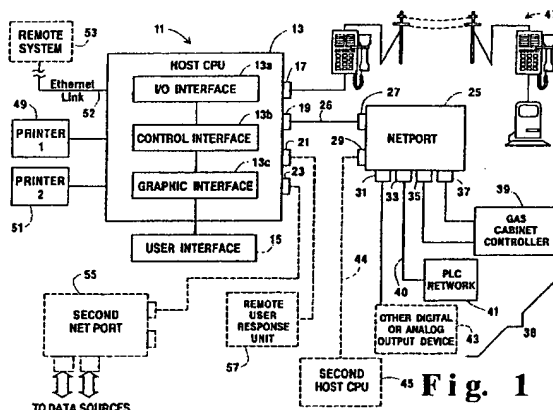 REMOTE
SYSTEM
53
11
13
HOST CPU
13a
I/O INTERFACE
17
47
Ethernet
Link
52
49
PRINTER
1
19
26
27
25
NETPORT
13b
CONTROL INTERFACE
21
29
13c
GRAPHIC INTERFACE
23
31
33
35
37
39
PRINTER
2
51
USER INTERFACE
15
GAS
CABINET
CONTROLLER
55
SECOND
NET PORT
44
40
PLC
NETWORK
41
REMOTE
USER
RESPONSE
UNIT
57
OTHER DIGITAL
OR ANALOG
OUTPUT DEVICE
43
38
SECOND
HOST CPU
45
Fig. 1
TO DATA SOURCES